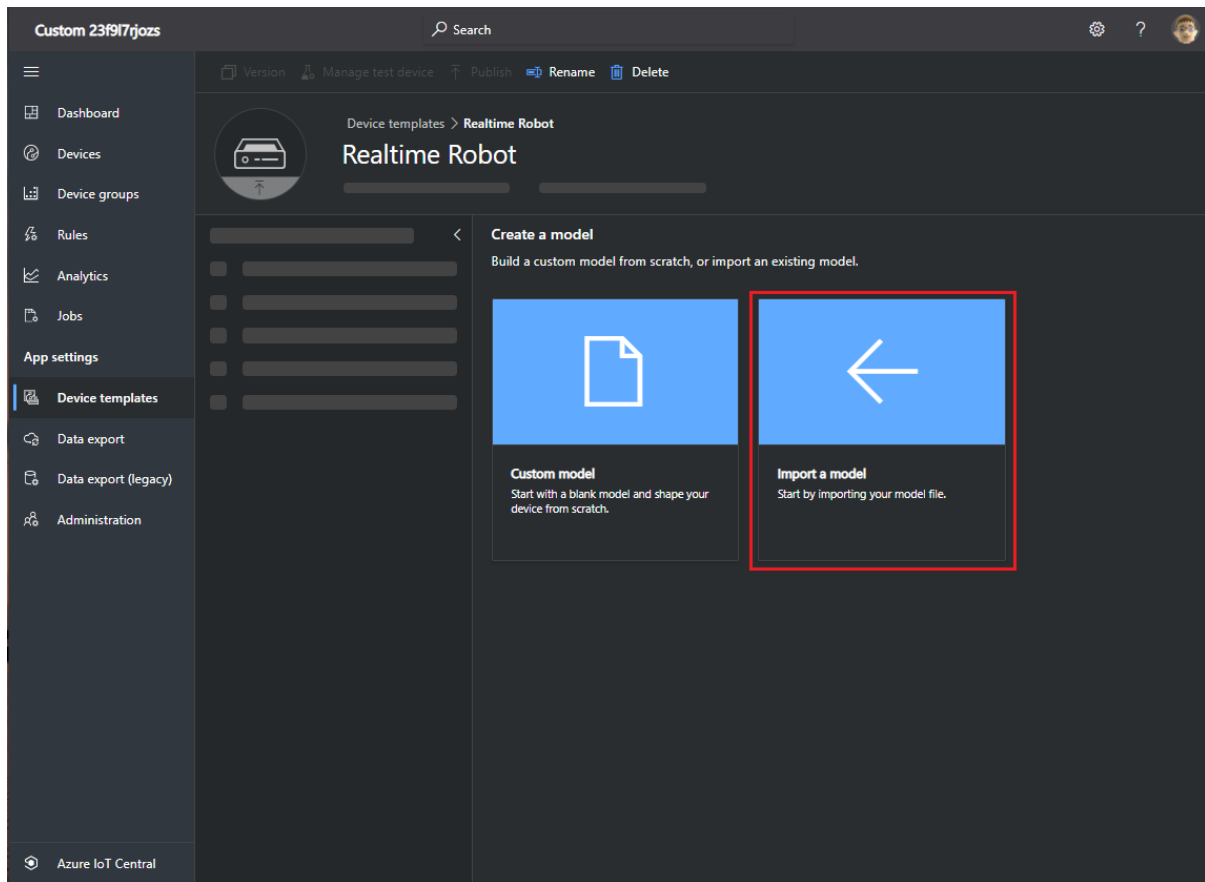 Custom 23f9l7rjozs
Search
?
Version Manage test device Publish Rename Delete
Dashboard
Devices
Device groups
Rules
Analytics
Jobs
App settings
Device templates
Data export
Data export (legacy)
Administration
Azure IoT Central
Device templates > Realtime Robot
Realtime Robot
Create a model
Build a custom model from scratch, or import an existing model.
Custom model
Start with a blank model and shape your
device from scratch.
Import a model
Start by importing your model file.